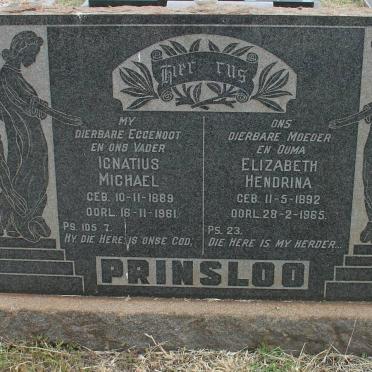 Hier rus
MY
DIERBARE EGGENOOT
EN ONS VADER
IGNATIUS
MICHAEL
GEB. 10-11-1889
OORL. 16-11-1961.
PS. 105 7.
HY DIE HERE, IS ONSE GOD.
ONS
DIERBARE MOEDER
EN OUMA
ELIZABETH
HENDRINA
GEB. 11-5-1892
OORL. 28-2-1965.
PS. 23.
DIE HERE IS MY HERDER...
PRINSLOO